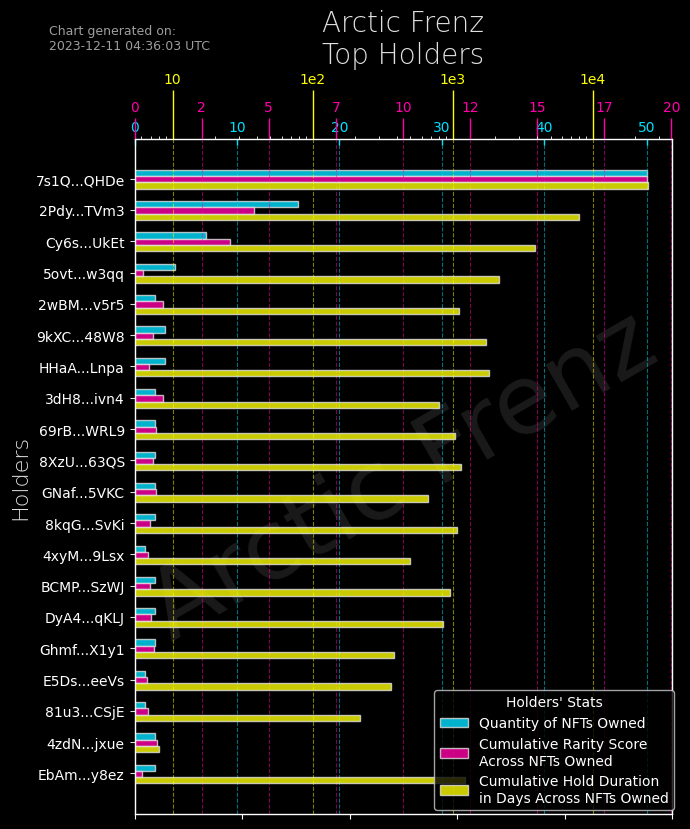 Chart generated on:
2023-12-11 04:36:03 UTC
Arctic Frenz
Top Holders
10 1e2 1e3 1e4
0 2 5 7 10 12 15 17 20
0 10 20 30 40 50
Holders
7s1Q...QHDe
2Pdy...TVm3
Cy6s...UkEt
5ovt...w3qq
2wBM...v5r5
9kXC...48W8
HHaA...Lnpa
3dH8...ivn4
69rB...WRL9
8XzU...63QS
GNaf...5VKC
8kqG...SvKi
4xyM...9Lsx
BCMP...SzWJ
DyA4...qKLJ
Ghmf...X1y1
E5Ds...eeVs
81u3...CSjE
4zdN...jxue
EbAm...y8ez
Arctic Frenz
Holders' Stats
Quantity of NFTs Owned
Cumulative Rarity Score
Across NFTs Owned
Cumulative Hold Duration
in Days Across NFTs Owned